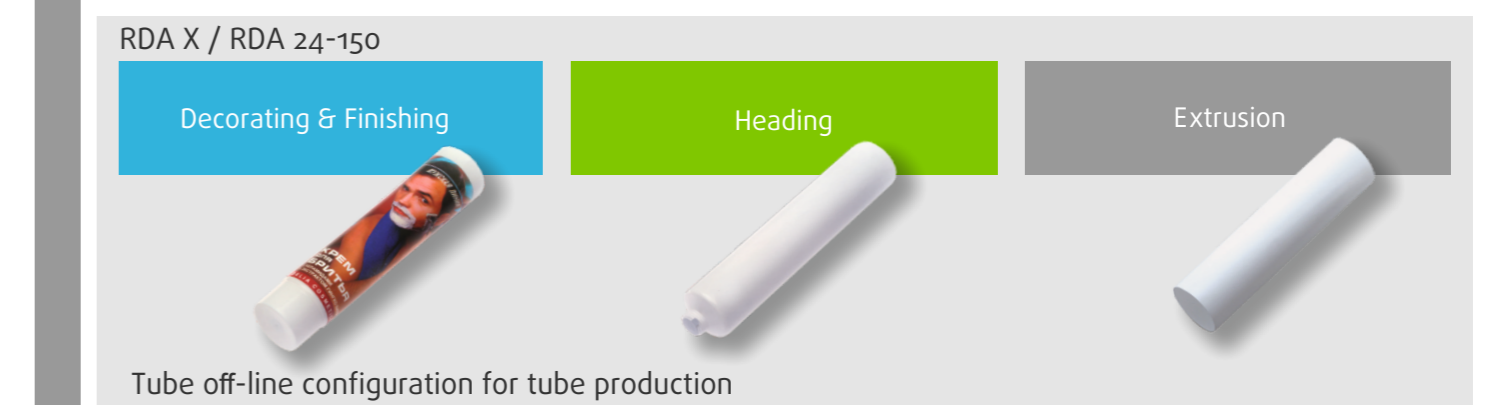 RDA X / RDA 24-150
Decorating & Finishing
Heading
Extrusion
КРЕМ
БРИТЬЯ
Tube off-line configuration for tube production